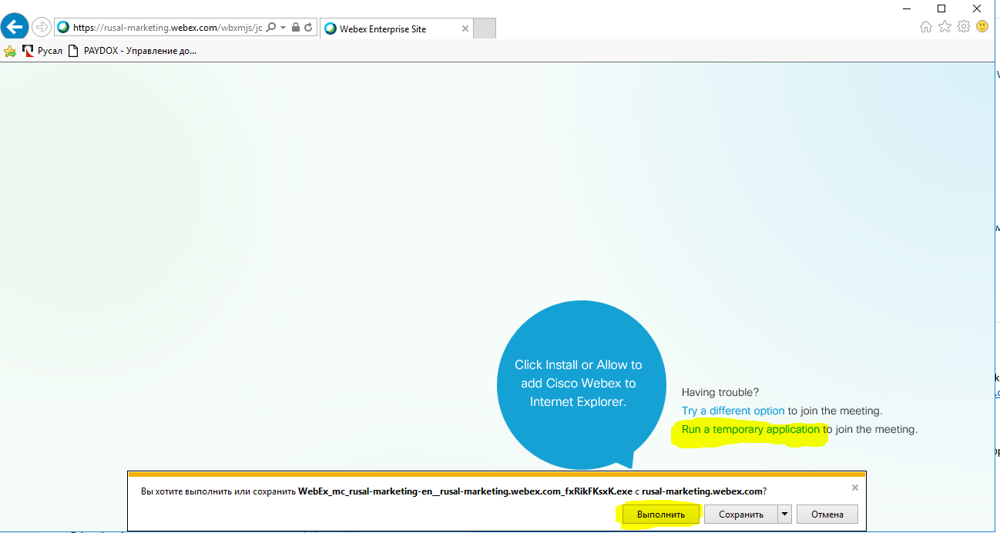 https://rusal-marketing.webex.com/wbxmjs/jc
Webex Enterprise Site
Русал
PAYDOX - Управление до...
Click Install or Allow to
add Cisco Webex to
Internet Explorer.
Having trouble?
Try a different option to join the meeting.
Run a temporary application to join the meeting.
Вы хотите выполнить или сохранить WebEx_mc_rusal-marketing-en__rusal-marketing.webex.com_fxRikFKsxK.exe с rusal-marketing.webex.com?
Выполнить
Сохранить
Отмена